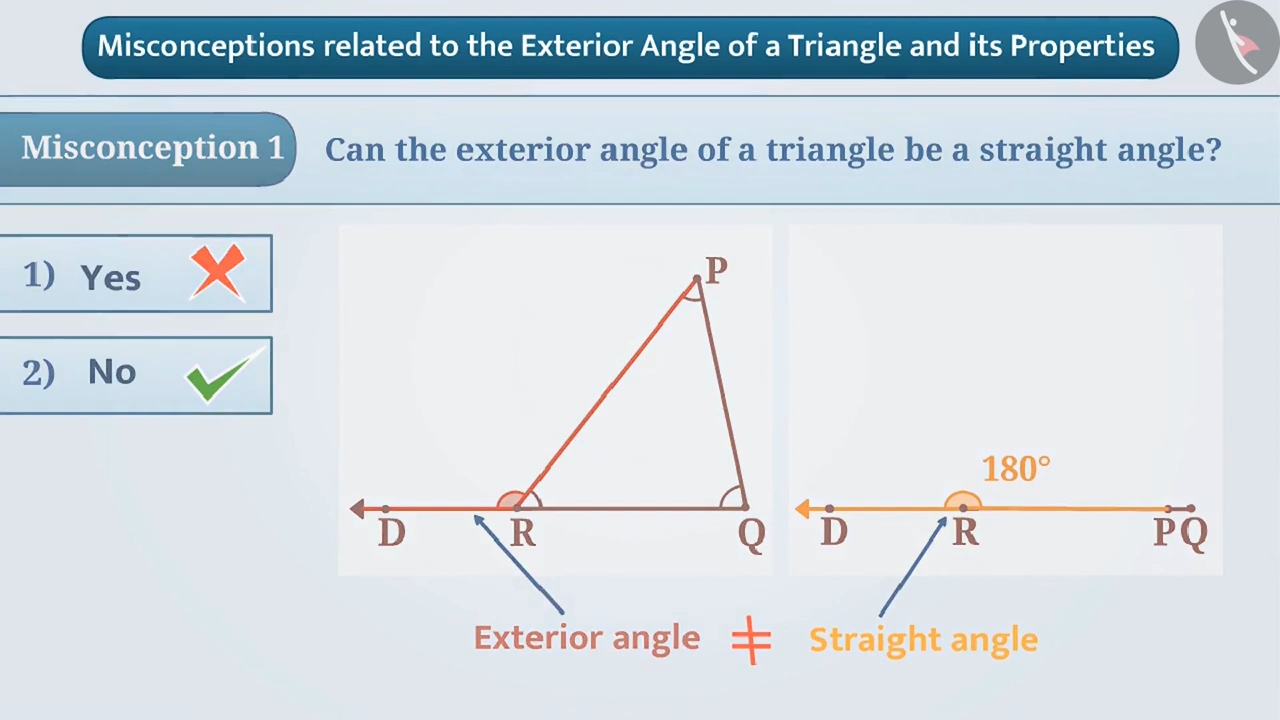 Misconceptions related to the Exterior Angle of a Triangle and its Properties
Misconception 1
Can the exterior angle of a triangle be a straight angle?
1) Yes
2) No
P
D
R
Q
180°
D
R
P
Q
Exterior angle ≠ Straight angle